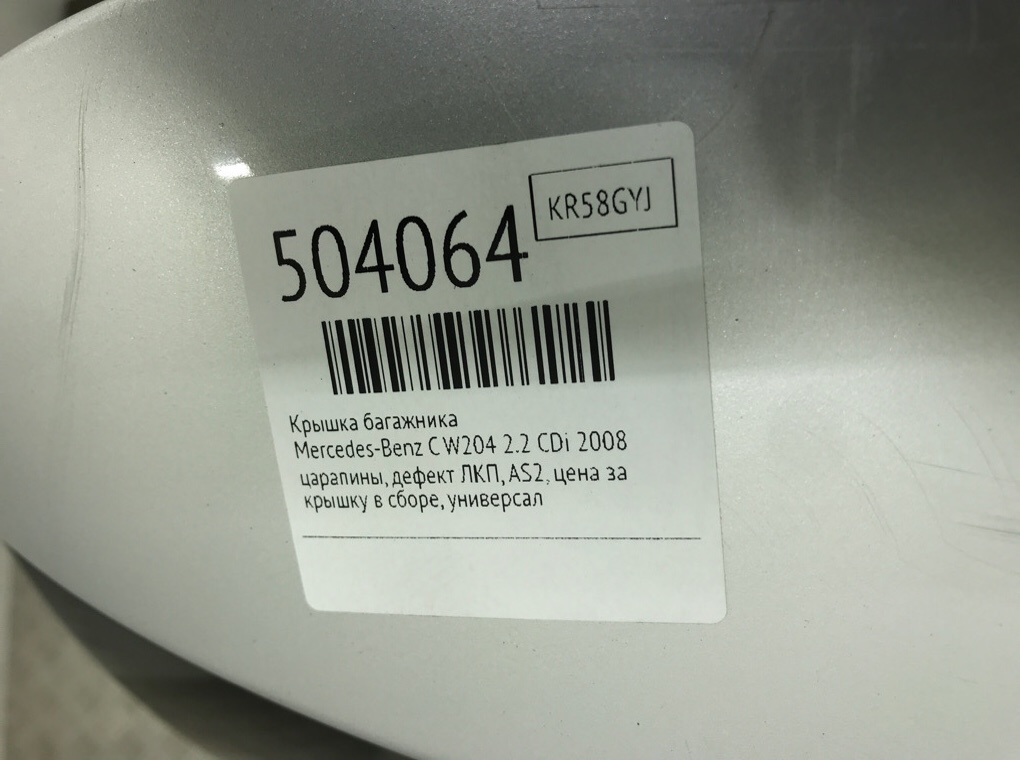 KR58GYJ
504064
Крышка багажника
Mercedes-Benz C W204 2.2 CDi 2008
царапины, дефект ЛКП, AS2, цена за
крышку в сборе, универсал